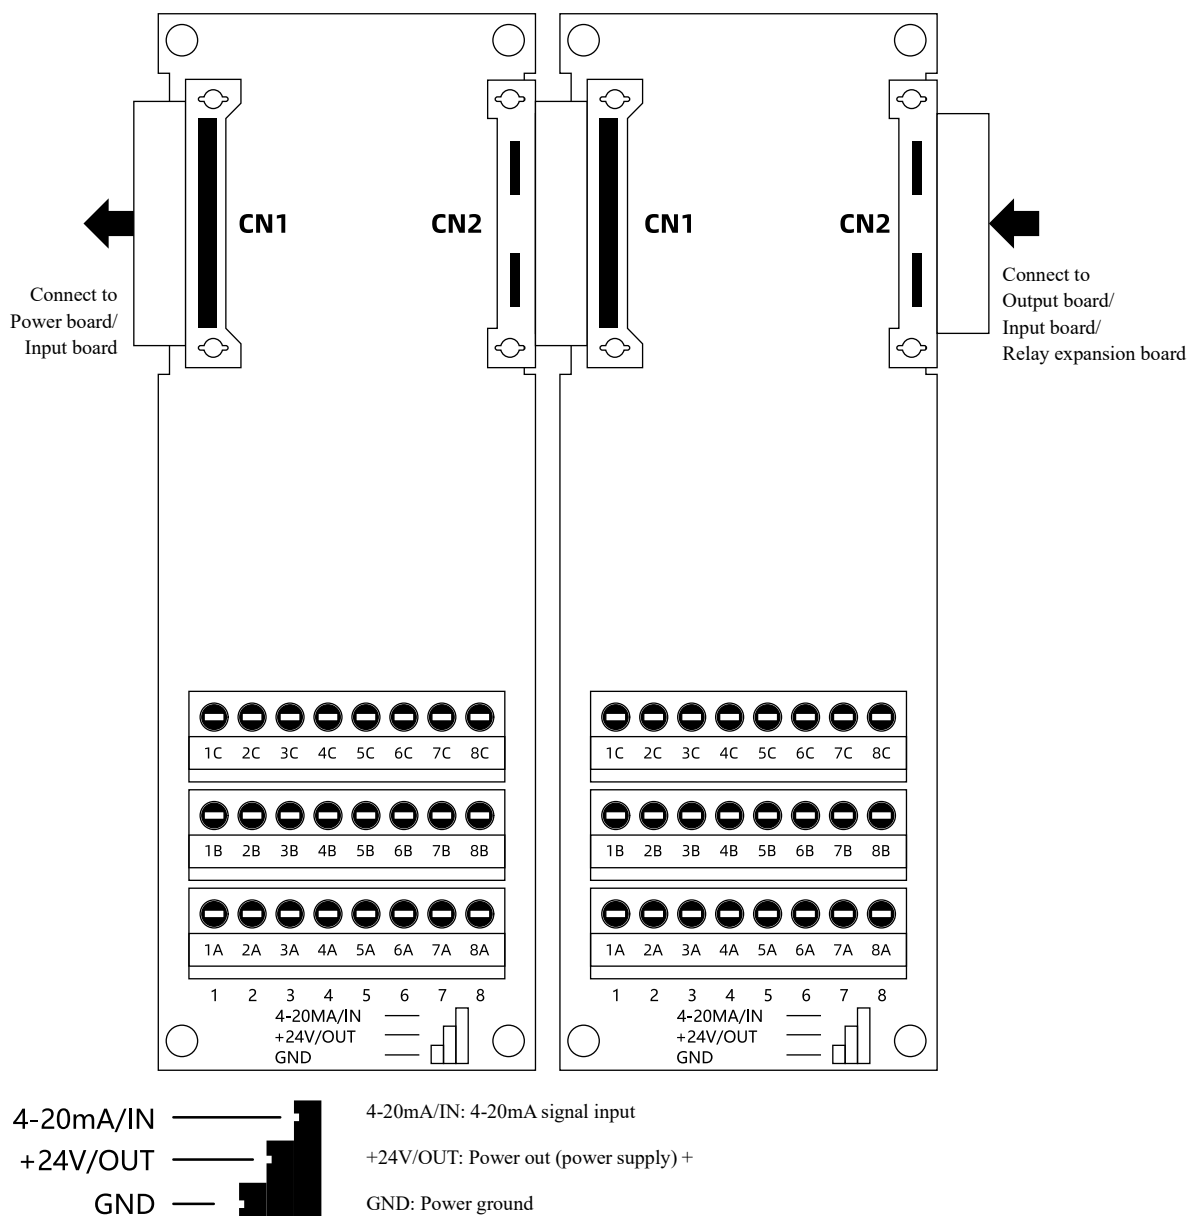 CN1
CN2
CN1
CN2
Connect to
Power board/
Input board
Connect to
Output board/
Input board/
Relay expansion board
1C 2C 3C 4C 5C 6C 7C 8C
1C 2C 3C 4C 5C 6C 7C 8C
1B 2B 3B 4B 5B 6B 7B 8B
1B 2B 3B 4B 5B 6B 7B 8B
1A 2A 3A 4A 5A 6A 7A 8A
1A 2A 3A 4A 5A 6A 7A 8A
1 2 3 4 5 6 7 8
4-20MA/IN
+24V/OUT
GND
1 2 3 4 5 6 7 8
4-20MA/IN
+24V/OUT
GND
4-20mA/IN
4-20mA/IN: 4-20mA signal input
+24V/OUT
+24V/OUT: Power out (power supply) +
GND
GND: Power ground